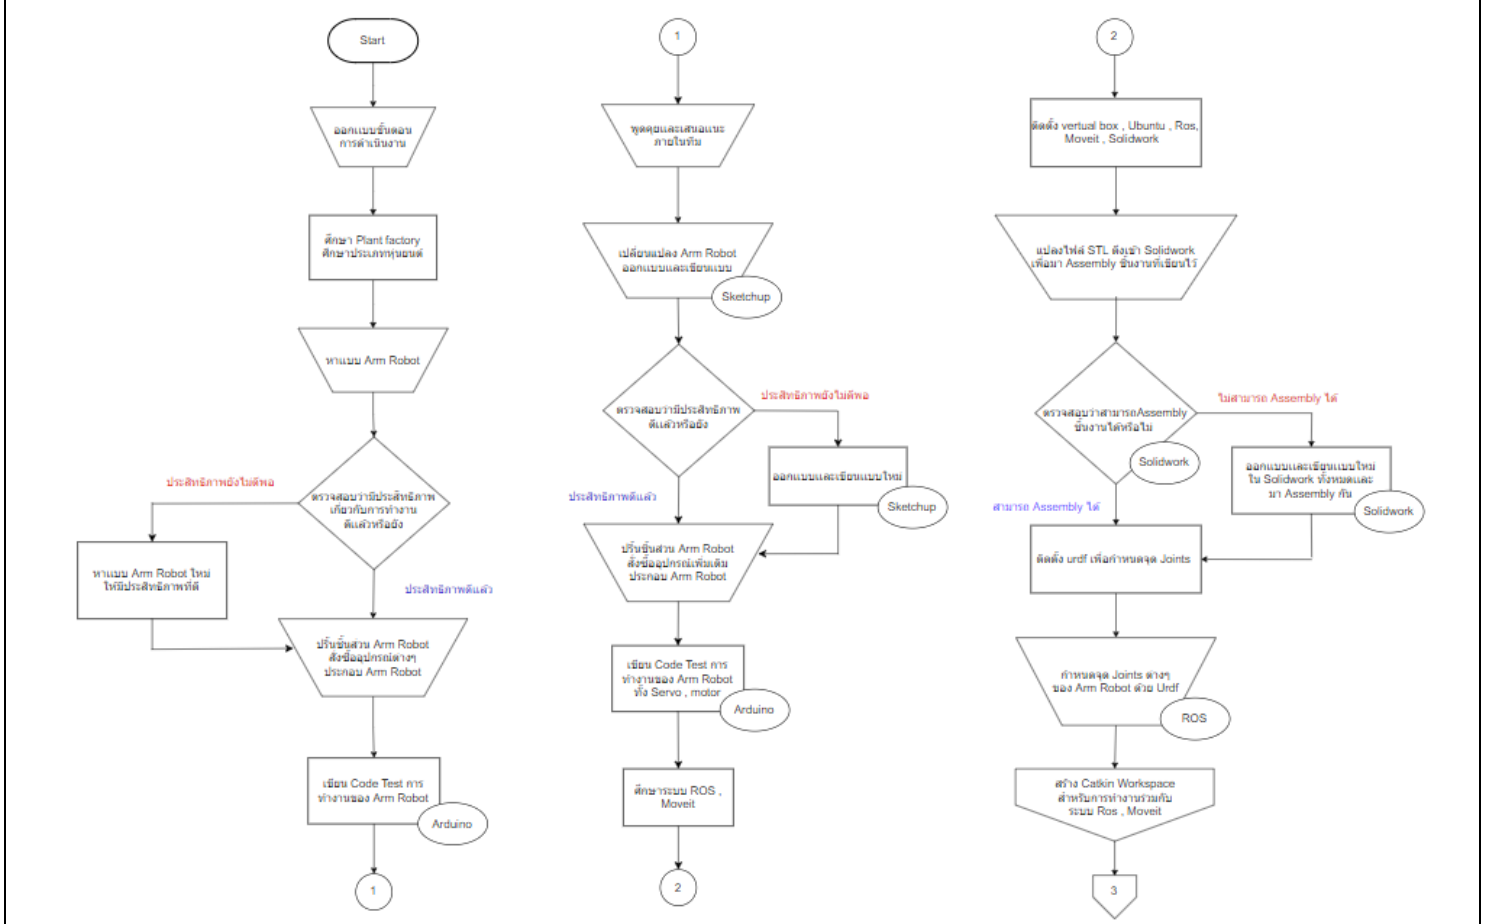 Start
ออกแบบขั้นตอน
การดำเนินงาน
ศึกษา Plant factory
ศึกษาประเภทหุ่นยนต์
หาแบบ Arm Robot
ตรวจสอบว่ามีประสิทธิภาพ
เกี่ยวกับการทำงาน
ดีแล้วหรือยัง
ประสิทธิภาพยังไม่ดีพอ
หาแบบ Arm Robot ใหม่
ให้มีประสิทธิภาพที่ดี
ประสิทธิภาพดีแล้ว
ปริ้นชิ้นส่วน Arm Robot
สั่งซื้ออุปกรณ์ต่างๆ
ประกอบ Arm Robot
เขียน Code Test การ
ทำงานของ Arm Robot
Arduino
1
1
พูดคุยและเสนอแนะ
ภายในทีม
เปลี่ยนแปลง Arm Robot
ออกแบบและเขียนแบบ
Sketchup
ตรวจสอบว่ามีประสิทธิภาพ
ดีแล้วหรือยัง
ประสิทธิภาพยังไม่ดีพอ
ออกแบบและเขียนแบบใหม่
Sketchup
ประสิทธิภาพดีแล้ว
ปริ้นชิ้นส่วน Arm Robot
สั่งซื้ออุปกรณ์เพิ่มเติม
ประกอบ Arm Robot
เขียน Code Test การ
ทำงานของ Arm Robot
ทั้ง Servo , motor
Arduino
ศึกษาระบบ ROS ,
Moveit
2
2
ติดตั้ง vertual box , Ubuntu , Ros,
Moveit , Solidwork
แปลงไฟล์ STL ดึงเข้า Solidwork
เพื่อมา Assembly ชิ้นงานที่เขียนไว้
ตรวจสอบว่าสามารถAssembly
ชิ้นงานได้หรือไม่
Solidwork
ไม่สามารถ Assembly ได้
ออกแบบและเขียนแบบใหม่
ใน Solidwork ทั้งหมดและ
มา Assembly กัน
Solidwork
สามารถ Assembly ได้
ติดตั้ง urdf เพื่อกำหนดจุด Joints
กำหนดจุด Joints ต่างๆ
ของ Arm Robot ด้วย Urdf
ROS
สร้าง Catkin Workspace
สำหรับการทำงานร่วมกับ
ระบบ Ros , Moveit
3